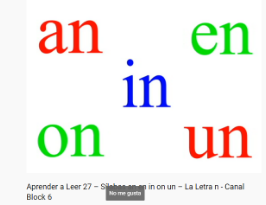 an en
in
on un
Aprender a Leer 27 – Sílabas an en in on un – La Letra n - Canal
Block 6
No me gusta